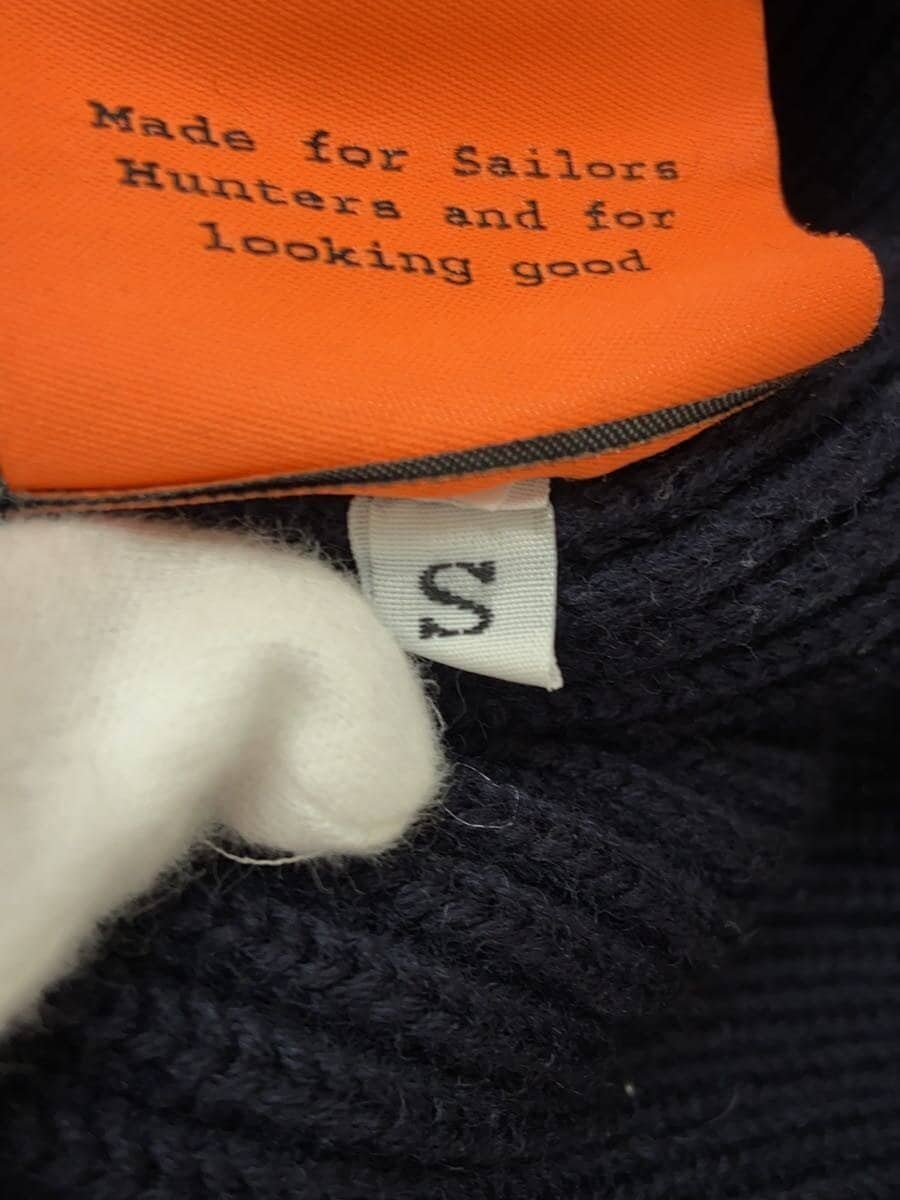 Made for Sailors
Hunters and for
looking good
S